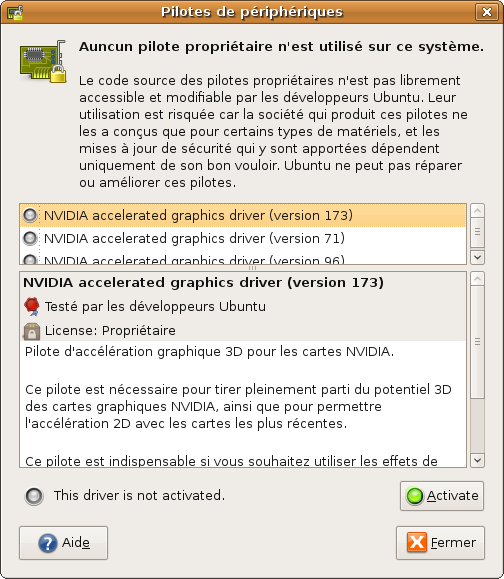 Pilotes de périphériques
Auncun pilote propriétaire n'est utilisé sur ce système.
Le code source des pilotes propriétaires n'est pas librement
accessible et modifiable par les développeurs Ubuntu. Leur
utilisation est risquée car la société qui produit ces pilotes ne
les a conçus que pour certains types de matériels, et les
mises à jour de sécurité qui y sont apportées dépendent
uniquement de son bon vouloir. Ubuntu ne peut pas réparer
ou améliorer ces pilotes.
NVIDIA accelerated graphics driver (version 173)
NVIDIA accelerated graphics driver (version 71)
NVIDIA accelerated graphics driver (version 96)
NVIDIA accelerated graphics driver (version 173)
Testé par les développeurs Ubuntu
License: Propriétaire
Pilote d'accélération graphique 3D pour les cartes NVIDIA.
Ce pilote est nécessaire pour tirer pleinement parti du potentiel 3D
des cartes graphiques NVIDIA, ainsi que pour permettre
l'accélération 2D avec les cartes les plus récentes.
Ce pilote est indispensable si vous souhaitez utiliser les effets de
This driver is not activated.
Activate
Aide
Fermer